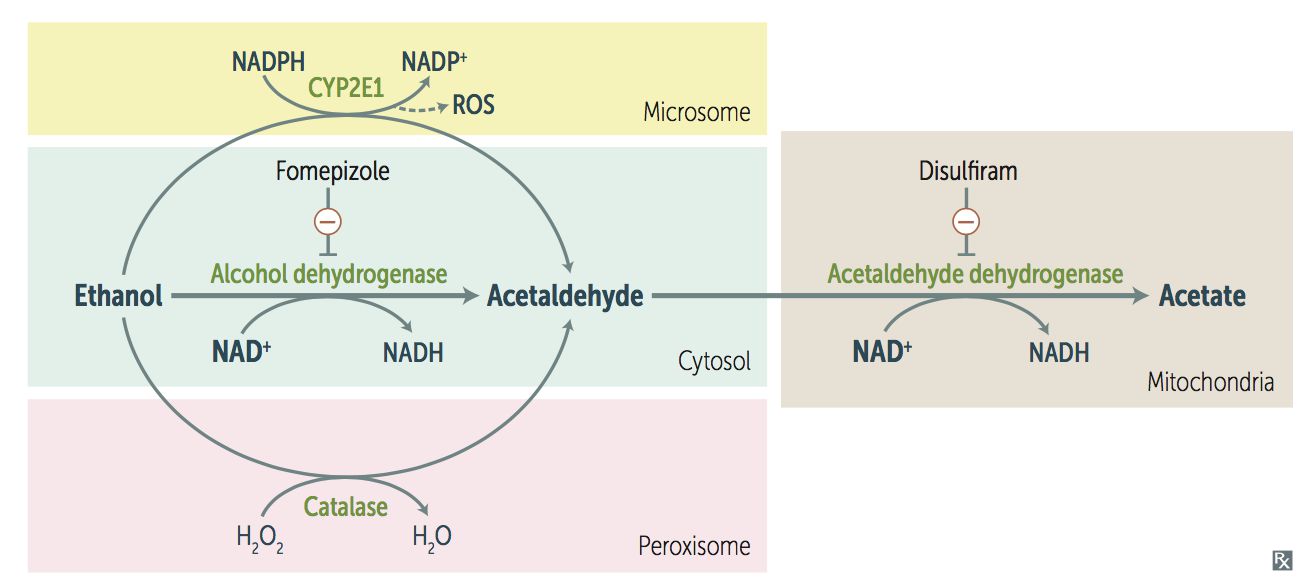 NADPH
NADP⁺
CYP2E1
ROS
Microsome
Fomepizole
Disulfiram
−
−
Alcohol dehydrogenase
Acetaldehyde dehydrogenase
Ethanol
Acetaldehyde
Acetate
NAD⁺
NADH
NAD⁺
NADH
Cytosol
Mitochondria
Catalase
H₂O₂
H₂O
Peroxisome
Rx